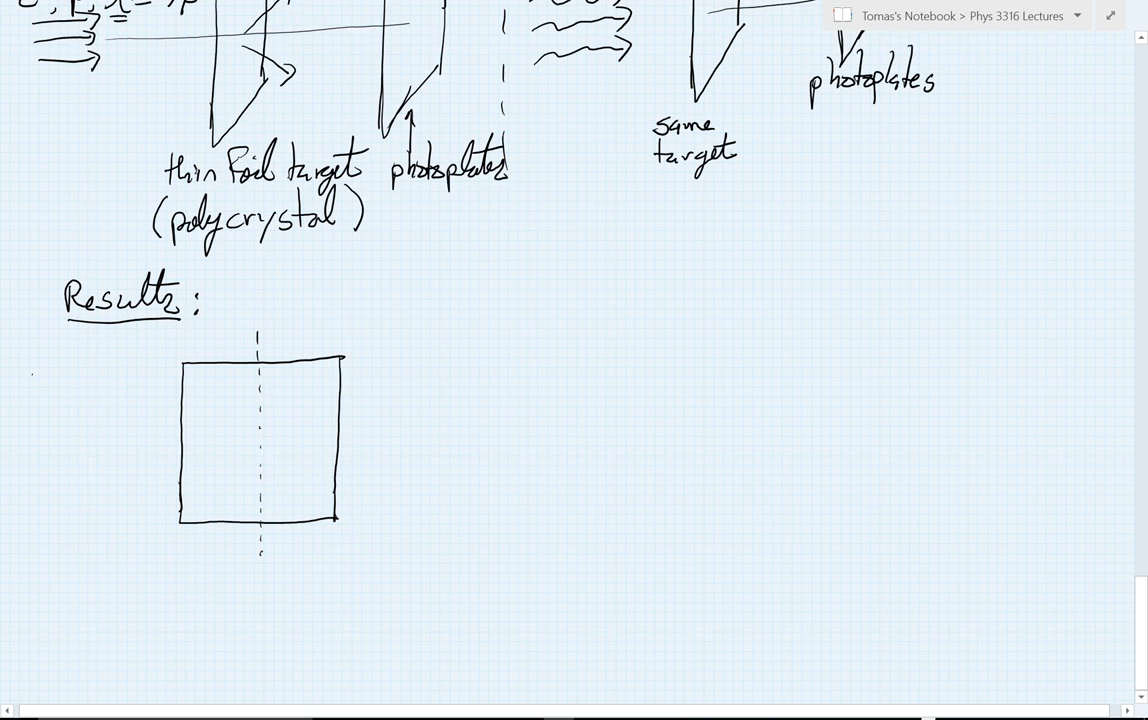 Tomas's Notebook > Phys 3316 Lectures
photoplates
same
target
thin Foil target
photoplates
(polycrystal)
Results: